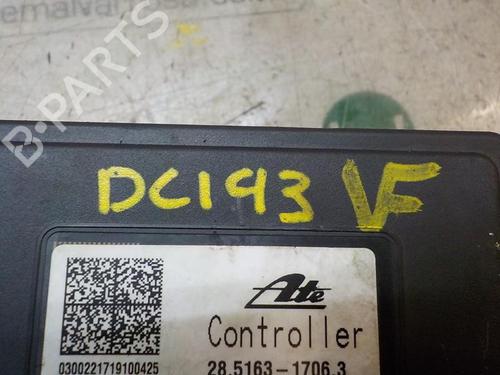 B-PARTS
DC193 VF
Ate
Controller
0300221719100425
28.5163-1706.3